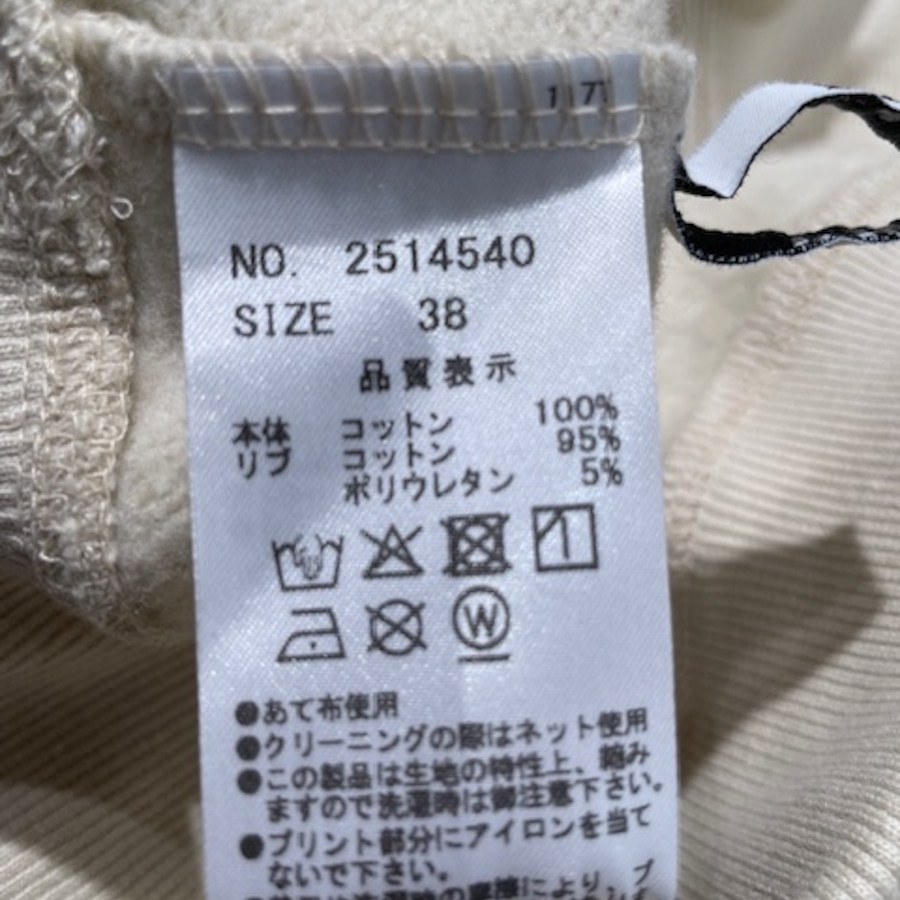 NO. 2514540
SIZE 38
品質表示
本体 コットン 100%
リブ コットン 95%
ポリウレタン 5%
W
●あて布使用
●クリーニングの際はネット使用
●この製品は生地の特性上、縮み
ますので洗濯時は御注意下さい。
●プリント部分にアイロンを当て
ないで下さい。
により